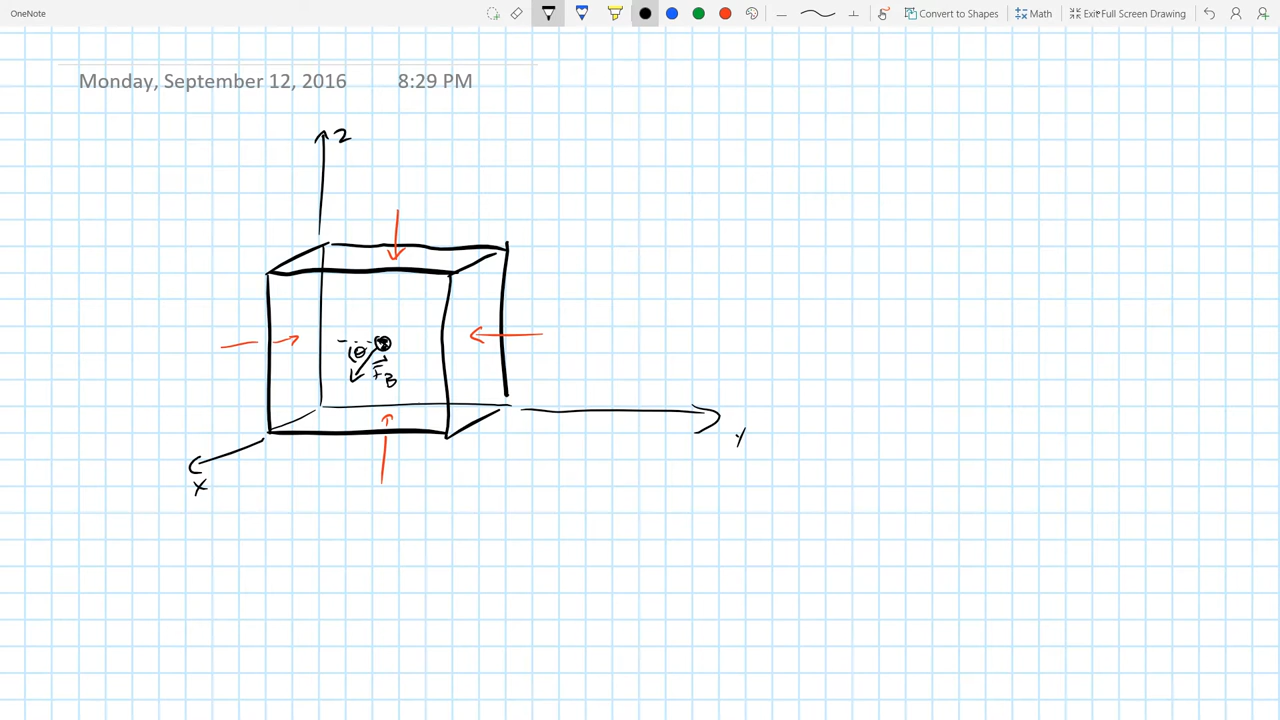 OneNote
Convert to Shapes
Math
Exit Full Screen Drawing
Monday, September 12, 2016 8:29 PM
z
θ
F_B
y
x